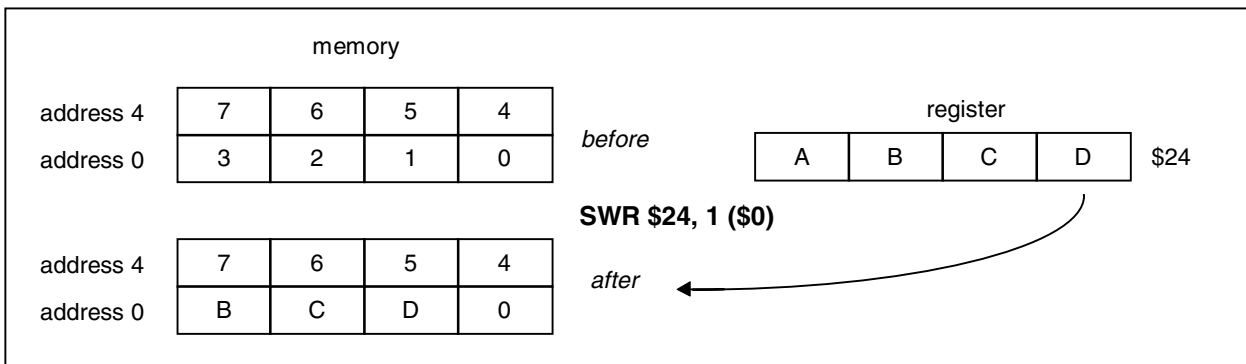 memory
address 4 7 6 5 4
address 0 3 2 1 0
before
register
A B C D $24
SWR $24, 1 ($0)
address 4 7 6 5 4
address 0 B C D 0
after